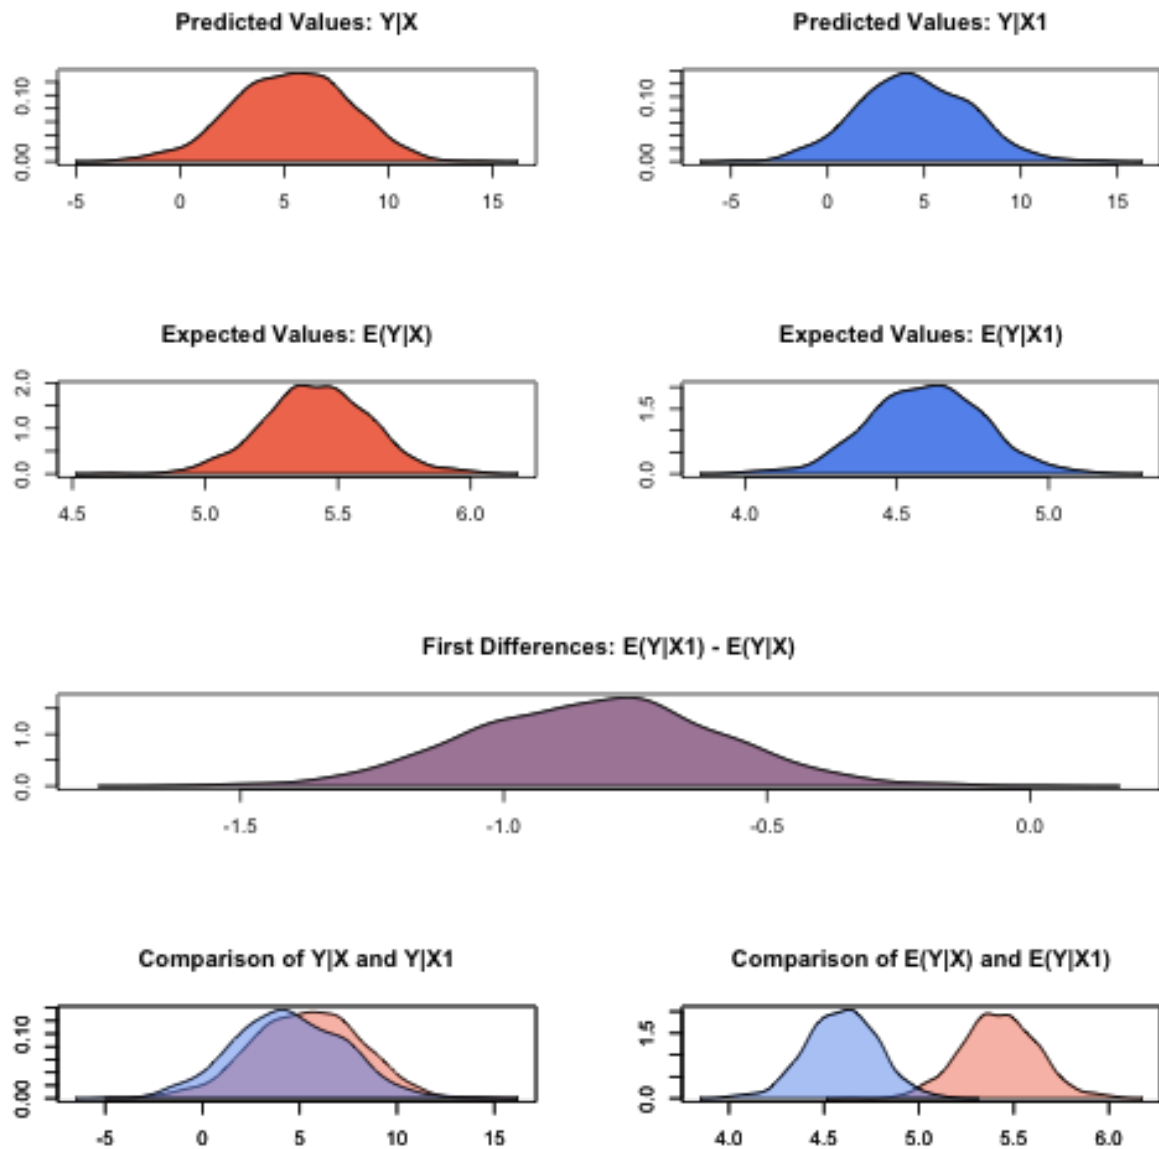 Predicted Values: Y|X
Predicted Values: Y|X1
0.00 0.10
-5 0 5 10 15
0.00 0.10
-5 0 5 10 15
Expected Values: E(Y|X)
Expected Values: E(Y|X1)
0.0 1.0 2.0
4.5 5.0 5.5 6.0
0.0 1.5
4.0 4.5 5.0
First Differences: E(Y|X1) - E(Y|X)
0.0 1.0
-1.5 -1.0 -0.5 0.0
Comparison of Y|X and Y|X1
Comparison of E(Y|X) and E(Y|X1)
0.00 0.10
-5 0 5 10 15
0.0 1.5
4.0 4.5 5.0 5.5 6.0